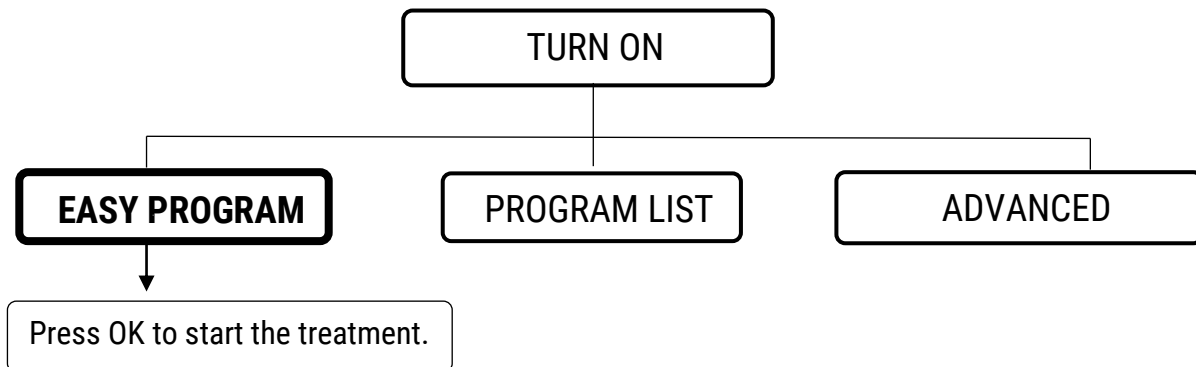 TURN ON
EASY PROGRAM
PROGRAM LIST
ADVANCED
Press OK to start the treatment.